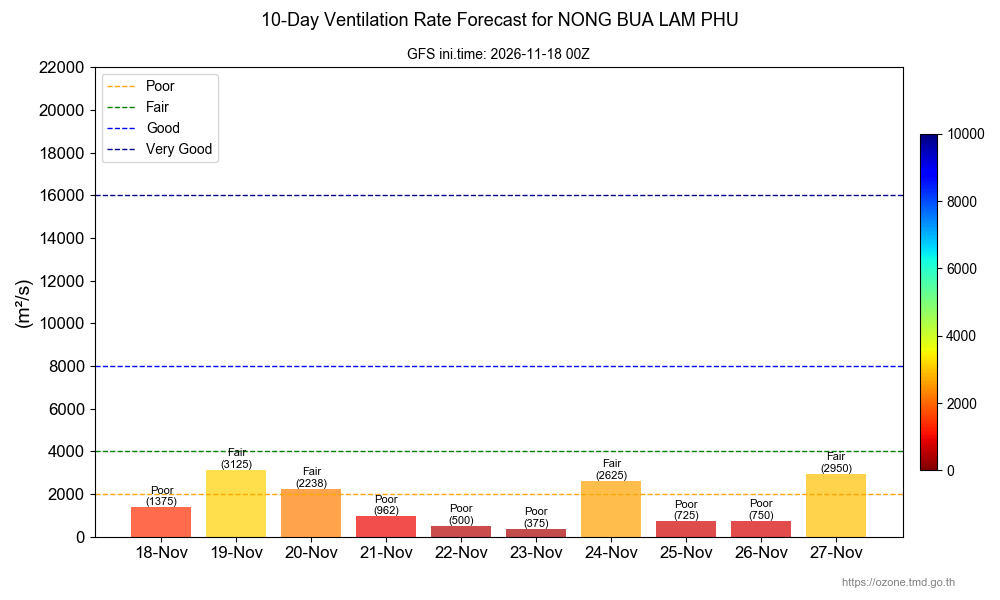 10-Day Ventilation Rate Forecast for NONG BUA LAM PHU
GFS ini.time: 2026-11-18 00Z
(m²/s)
22000
20000
18000
16000
14000
12000
10000
8000
6000
4000
2000
0
Poor
Fair
Good
Very Good
Poor
(1375)
Fair
(3125)
Fair
(2238)
Poor
(962)
Poor
(500)
Poor
(375)
Fair
(2625)
Poor
(725)
Poor
(750)
Fair
(2950)
18-Nov 19-Nov 20-Nov 21-Nov 22-Nov 23-Nov 24-Nov 25-Nov 26-Nov 27-Nov
10000
8000
6000
4000
2000
0
https://ozone.tmd.go.th